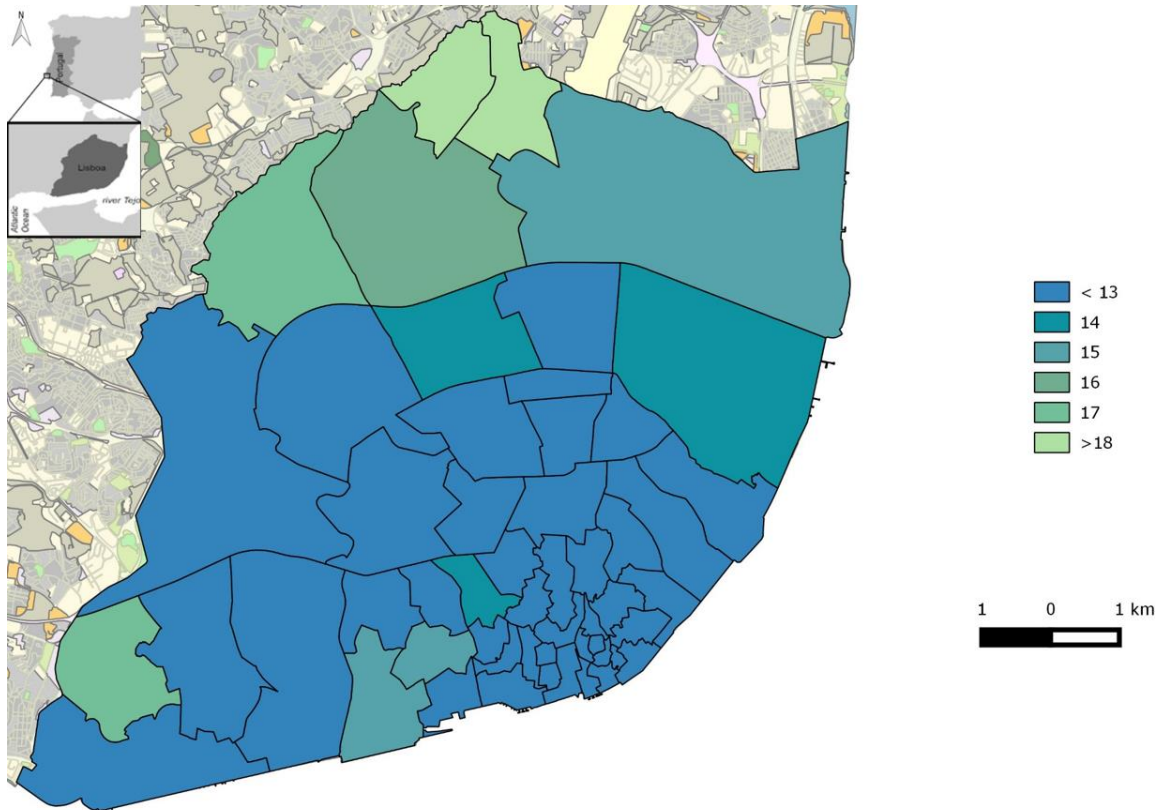 N
Portugal
Lisboa
river Tejo
Atlantic
Ocean
< 13
14
15
16
17
>18
1 0 1 km